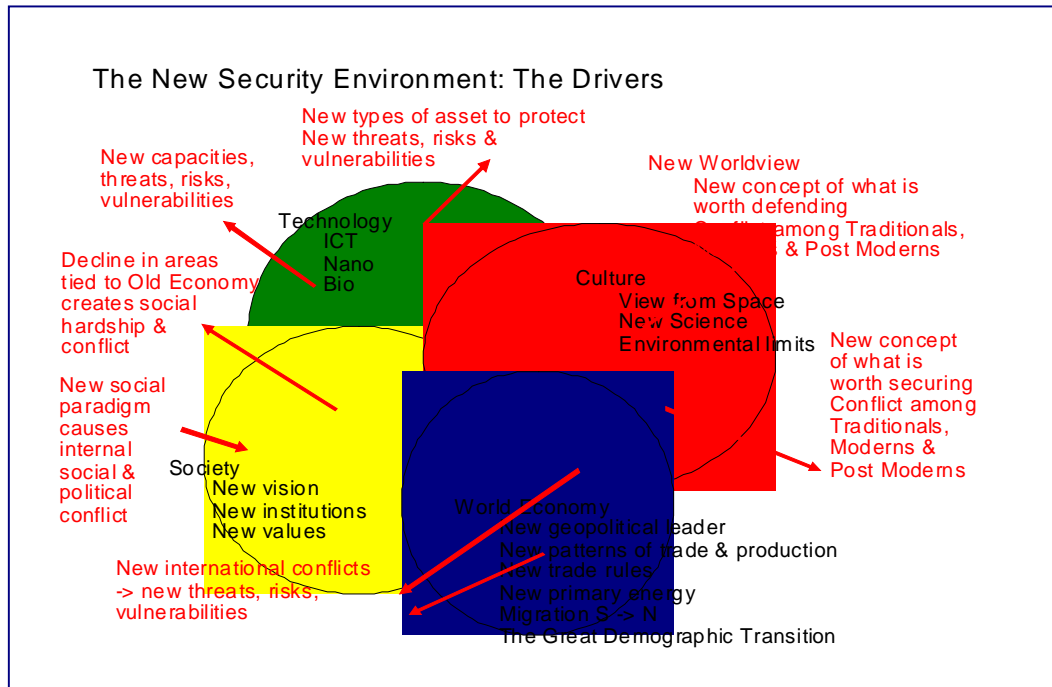 The New Security Environment: The Drivers
New types of asset to protect
New threats, risks &
vulnerabilities
New capacities,
threats, risks,
vulnerabilities
New Worldview
New concept of what is
worth defending
Conflict among Traditionals,
& Post Moderns
Technology
ICT
Nano
Bio
Decline in areas
tied to Old Economy
creates social
hardship &
conflict
Culture
View from Space
New Science
Environmental limits
New concept
of what is
worth securing
Conflict among
Traditionals,
Moderns &
Post Moderns
New social
paradigm
causes
internal
social &
political
conflict
Society
New vision
New institutions
New values
World Economy
New geopolitical leader
New patterns of trade & production
New trade rules
New primary energy
Migration S -> N
The Great Demographic Transition
New international conflicts
-> new threats, risks,
vulnerabilities